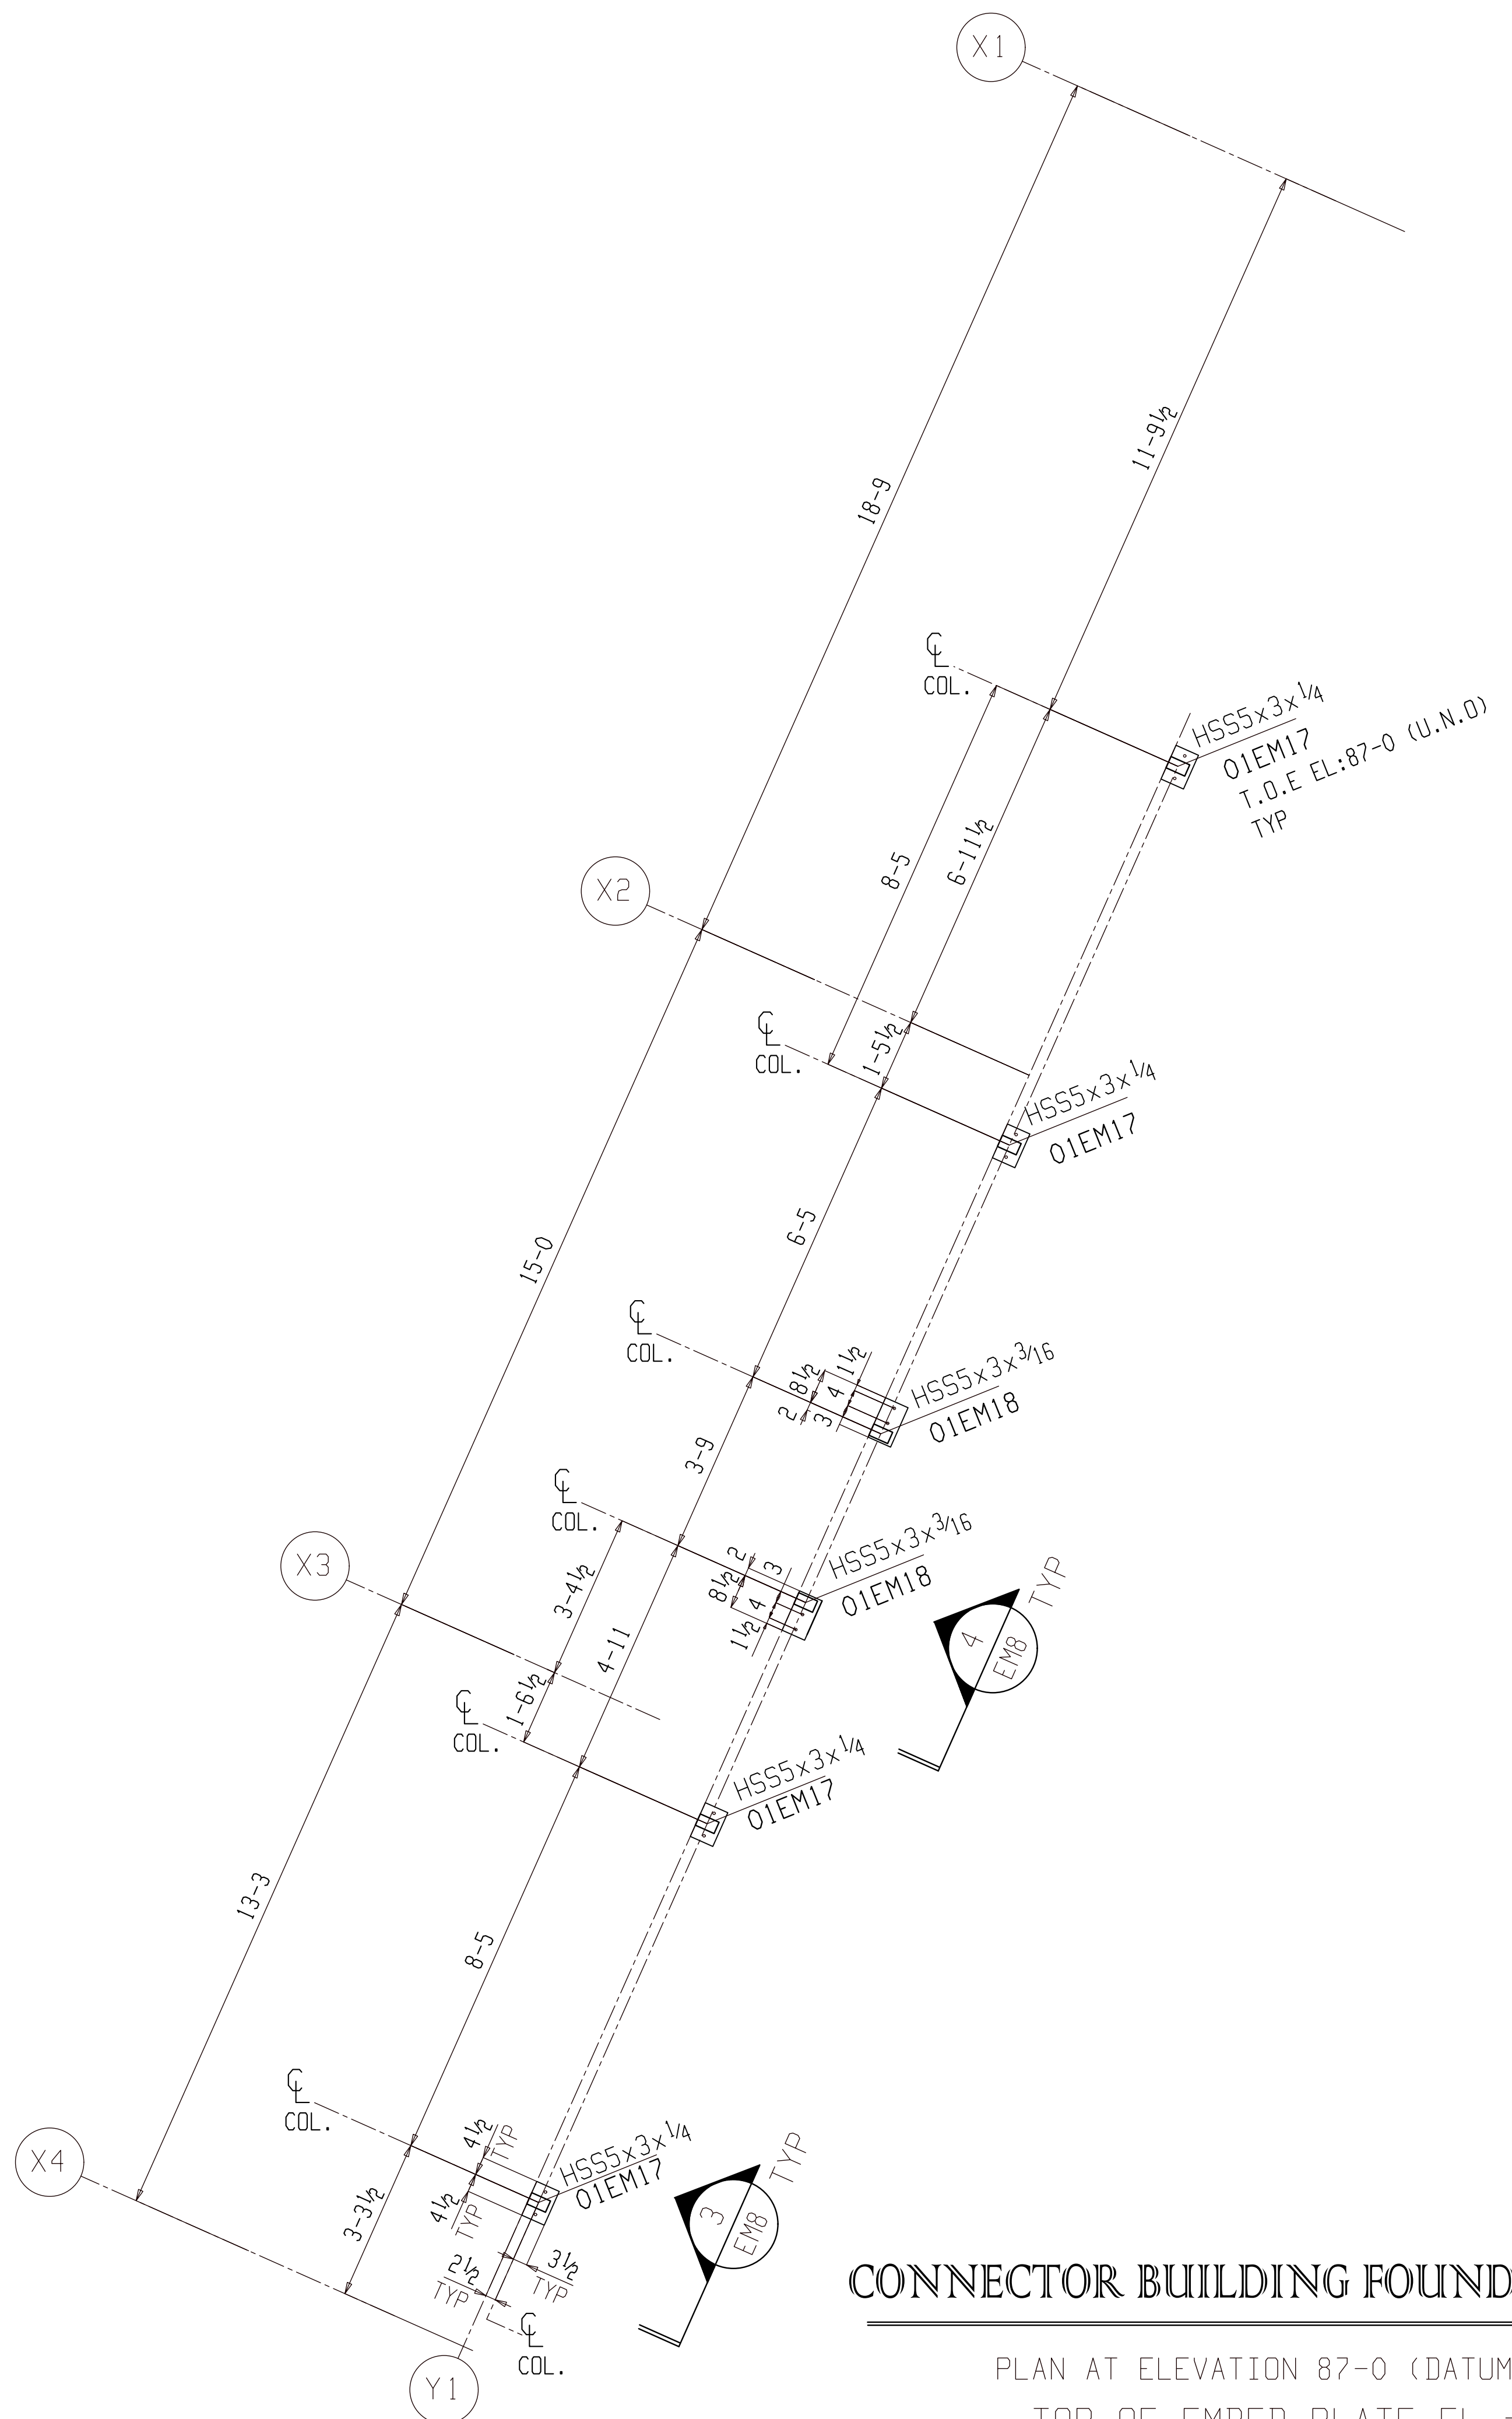 X1
18-9
11-9½
℄
COL.
HSS5x3x1/4
01EM17
T.O.E EL:87-0 (U.N.O)
TYP
8-5
6-11½
X2
℄
COL.
1-5½
HSS5x3x1/4
01EM17
15-0
6-5
℄
COL.
8½
2
1½
4
3
HSS5x3x3/16
01EM18
3-9
℄
COL.
2
8½
3
4
1½
HSS5x3x3/16
01EM18
X3
3-4½
4-11
1-6½
4
EM8
TYP
℄
COL.
HSS5x3x1/4
01EM17
13-3
8-5
℄
COL.
4½
TYP
4½
TYP
HSS5x3x1/4
01EM17
X4
3-3½
2½
TYP
3½
TYP
3
EM8
TYP
℄
COL.
Y1
CONNECTOR BUILDING FOUND
PLAN AT ELEVATION 87-0 (DATUM
TOP OF EMBED PLATE EL